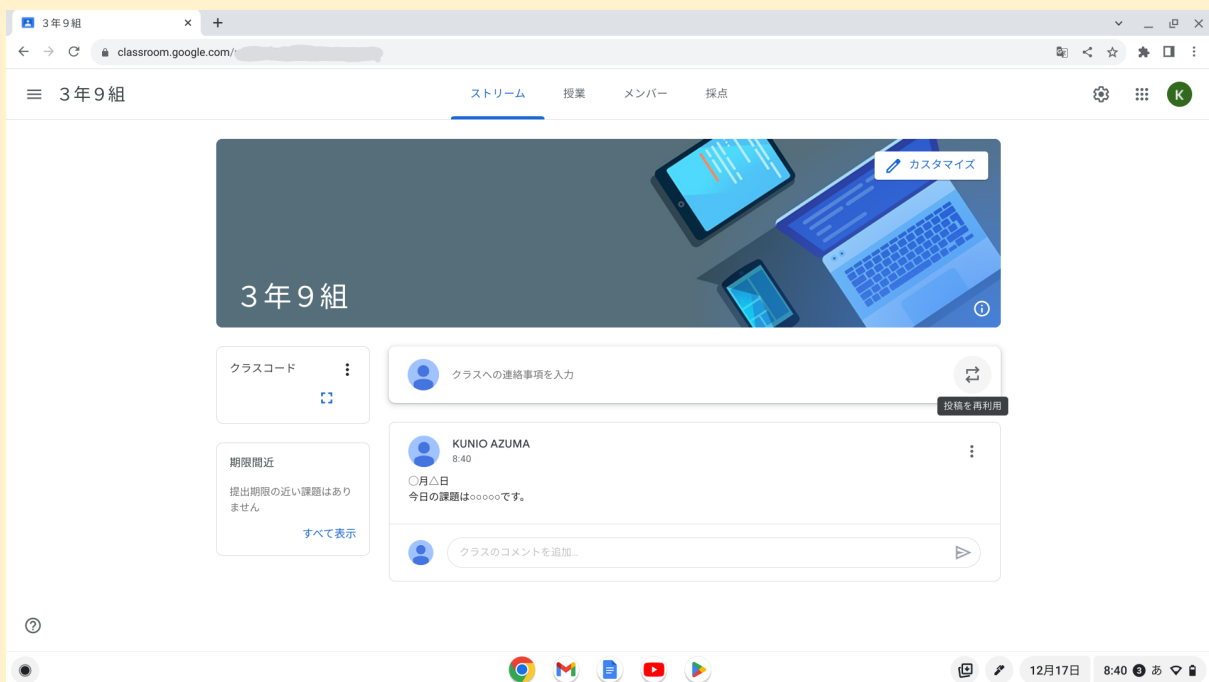 ３年９組
classroom.google.com/
３年９組
ストリーム
授業
メンバー
採点
K
カスタマイズ
３年９組
クラスコード
クラスへの連絡事項を入力
投稿を再利用
期限間近
提出期限の近い課題はあり
ません
すべて表示
KUNIO AZUMA
8:40
○月△日
今日の課題は○○○○○です。
クラスのコメントを追加...
12月17日
8:40
3
あ